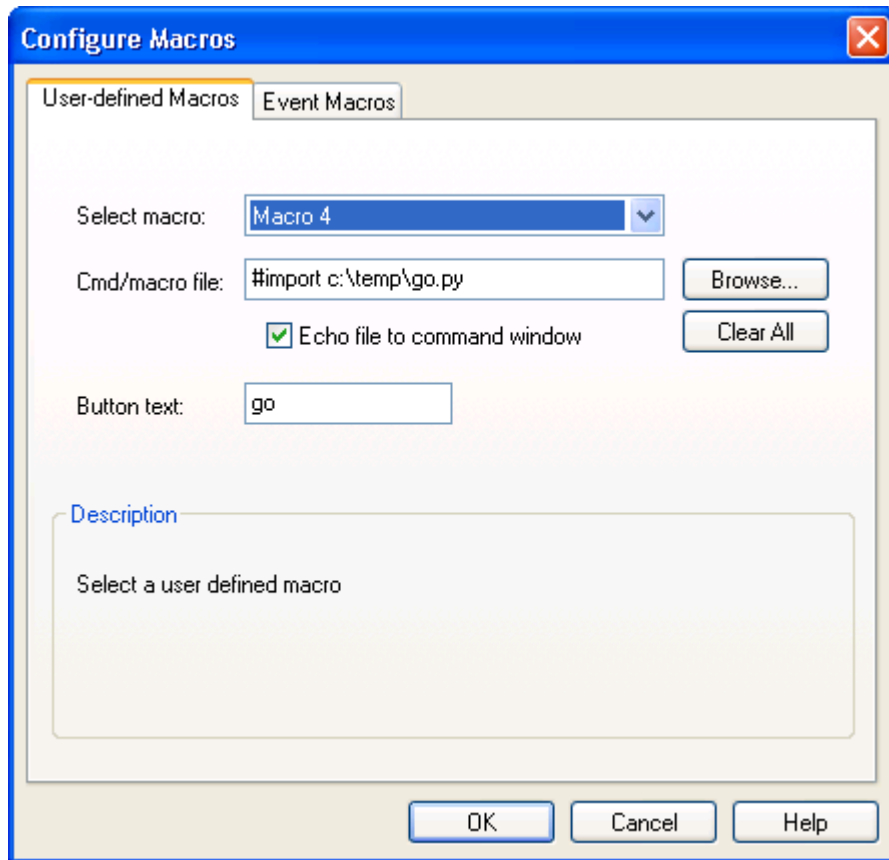 Configure Macros
User-defined Macros
Event Macros
Select macro:
Macro 4
Cmd/macro file:
#import c:\temp\go.py
Browse...
Echo file to command window
Clear All
Button text:
go
Description
Select a user defined macro
OK
Cancel
Help